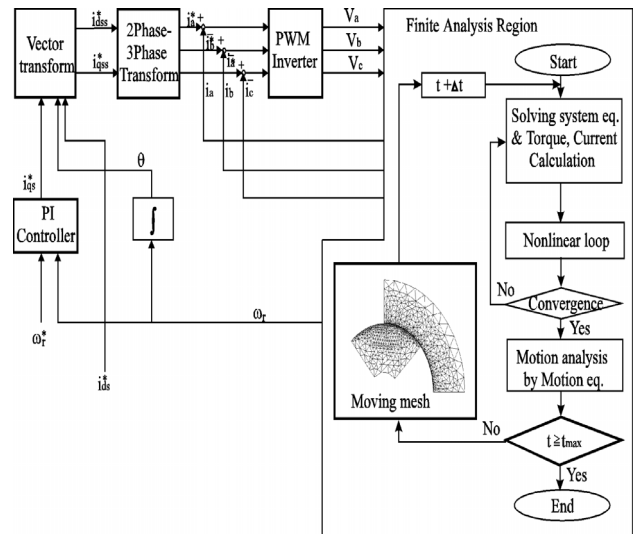 Vector
transform
i*dss
i*qss
2Phase-
3Phase
Transform
i*a +
i*b +
i*c +
ia
ib
ic
PWM
Inverter
Va
Vb
Vc
Finite Analysis Region
Start
t +Δt
Solving system eq.
& Torque, Current
Calculation
Nonlinear loop
No
Convergence
Yes
Motion analysis
by Motion eq.
No
t ≧ tmax
Yes
End
Moving mesh
θ
i*qs
PI
Controller
∫
ωr
ω*r
i*ds